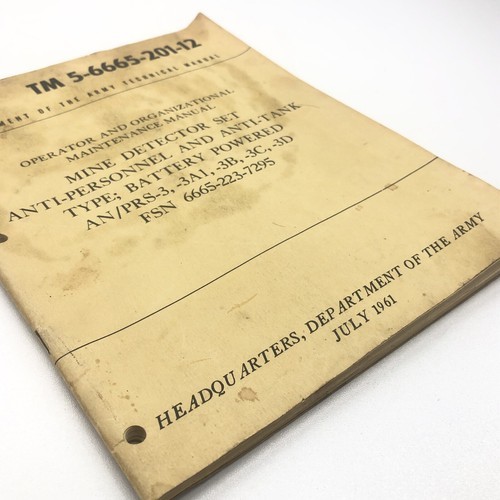 TM 5-6665-201-12
MENT OF THE ARMY TECHNICAL MANUAL
OPERATOR AND ORGANIZATIONAL
MAINTENANCE MANUAL
MINE DETECTOR SET
ANTI-PERSONNEL AND ANTI-TANK
TYPE; BATTERY POWERED
AN/PRS-3, -3A1, -3B, -3C, -3D
FSN 6665-223-7295
HEADQUARTERS, DEPARTMENT OF THE ARMY
JULY 1961